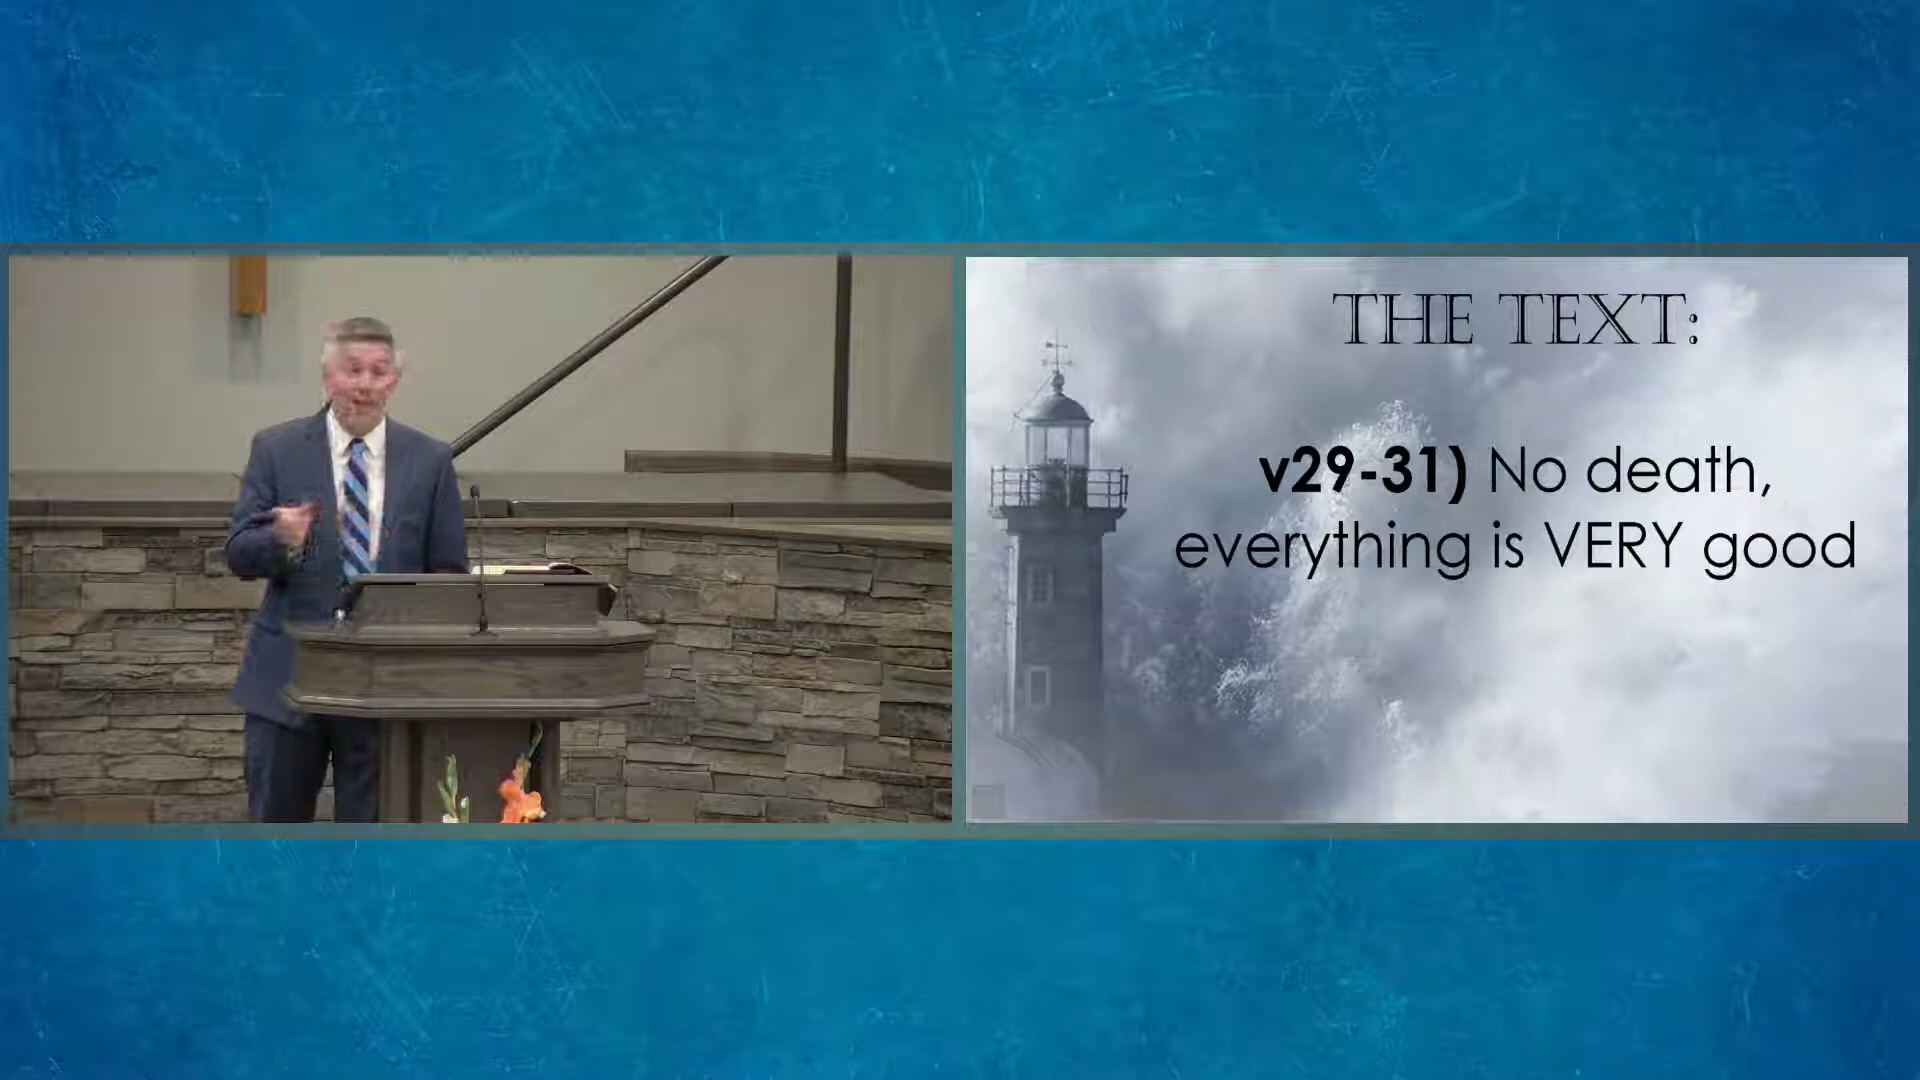 THE TEXT:
v29-31) No death,
everything is VERY good